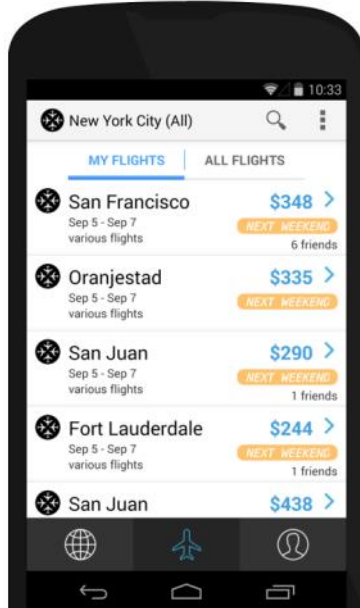 10:33
New York City (All)
MY FLIGHTS ALL FLIGHTS
San Francisco $348
Sep 5 - Sep 7 NEXT WEEKEND
various flights 6 friends
Oranjestad $335
Sep 5 - Sep 7 NEXT WEEKEND
various flights
San Juan $290
Sep 5 - Sep 7 NEXT WEEKEND
various flights 1 friends
Fort Lauderdale $244
Sep 5 - Sep 7 NEXT WEEKEND
various flights 1 friends
San Juan $438